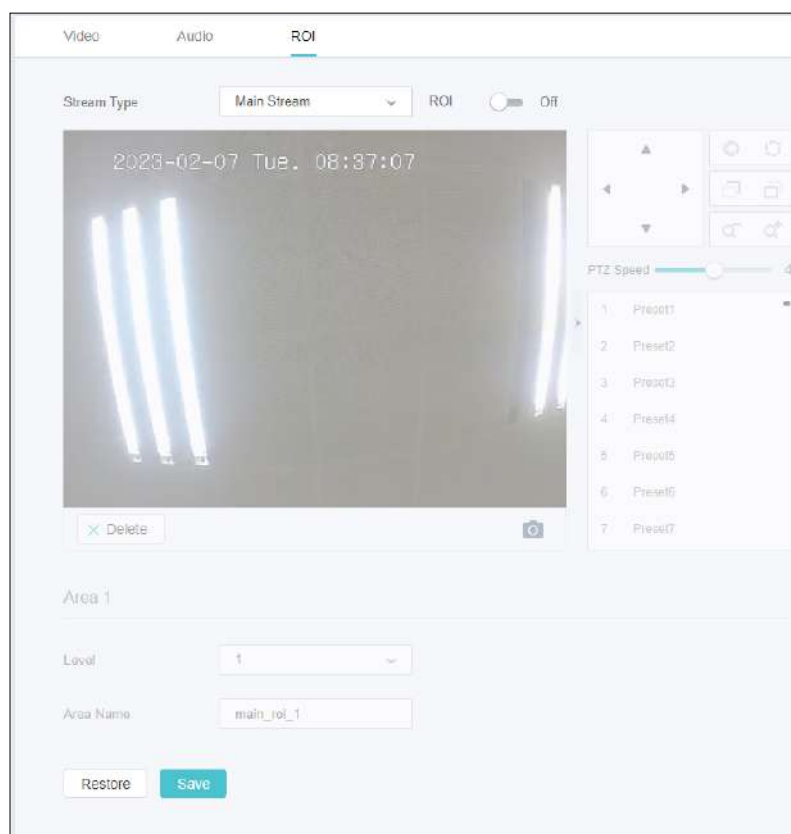 Video Audio ROI
Stream Type Main Stream ROI Off
2023-02-07 Tue. 08:37:07
PTZ Speed 4
1 Preset1
2 Preset2
3 Preset3
4 Preset4
5 Preset5
6 Preset6
7 Preset7
Delete
Area 1
Level 1
Area Name main_roi_1
Restore Save